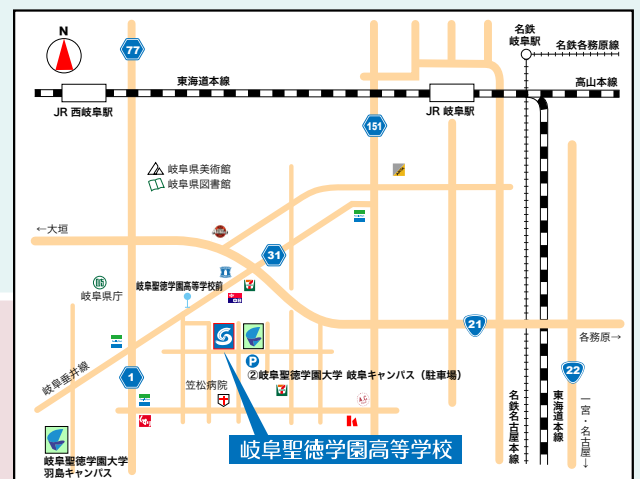 N
77
名鉄
岐阜駅
名鉄各務原線
東海道本線
高山本線
JR 西岐阜駅
JR 岐阜駅
151
岐阜県美術館
岐阜県図書館
←大垣
31
岐阜聖徳学園高等学校前
岐阜県庁
21
各務原→
岐阜垂井線
1
P
②岐阜聖徳学園大学 岐阜キャンパス（駐車場）
22
笠松病院
岐阜聖徳学園高等学校
名鉄名古屋本線
東海道本線
一宮・名古屋→
岐阜聖徳学園大学
羽島キャンパス